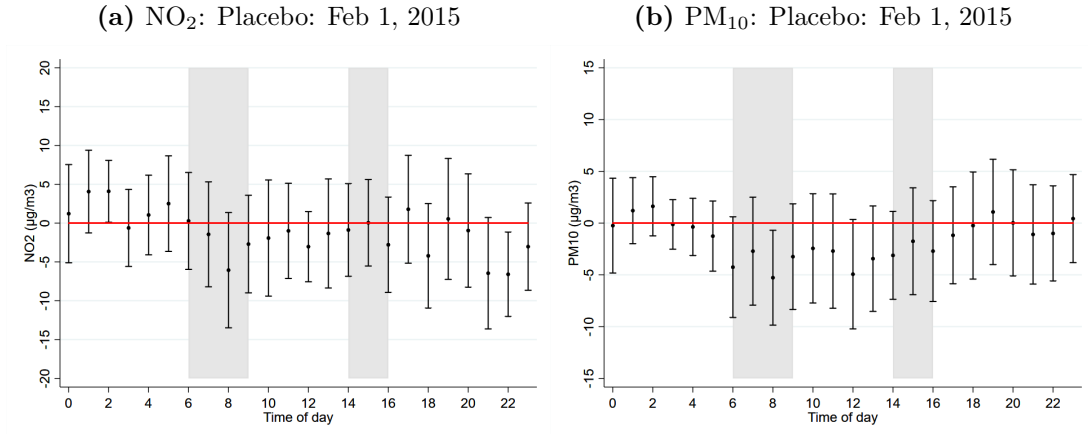 (a) NO₂: Placebo: Feb 1, 2015
20
15
10
5
0
-5
-10
-15
-20
NO2 (µg/m3)
0 2 4 6 8 10 12 14 16 18 20 22
Time of day
(b) PM₁₀: Placebo: Feb 1, 2015
15
10
5
0
-5
-10
-15
PM10 (µg/m3)
0 2 4 6 8 10 12 14 16 18 20 22
Time of day